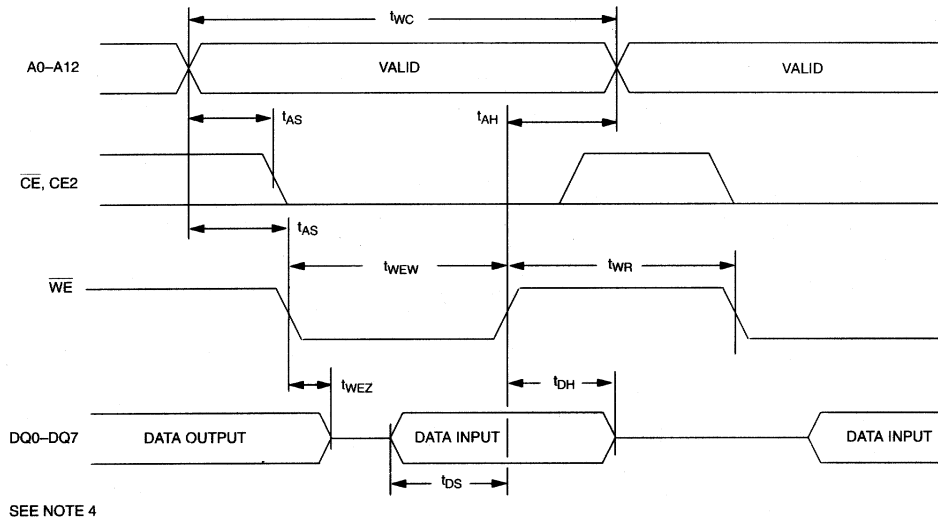 tWC
A0–A12
VALID
VALID
tAS
tAH
CE, CE2
tAS
tWEW
tWR
WE
tWEZ
tDH
DQ0–DQ7
DATA OUTPUT
DATA INPUT
DATA INPUT
tDS
SEE NOTE 4